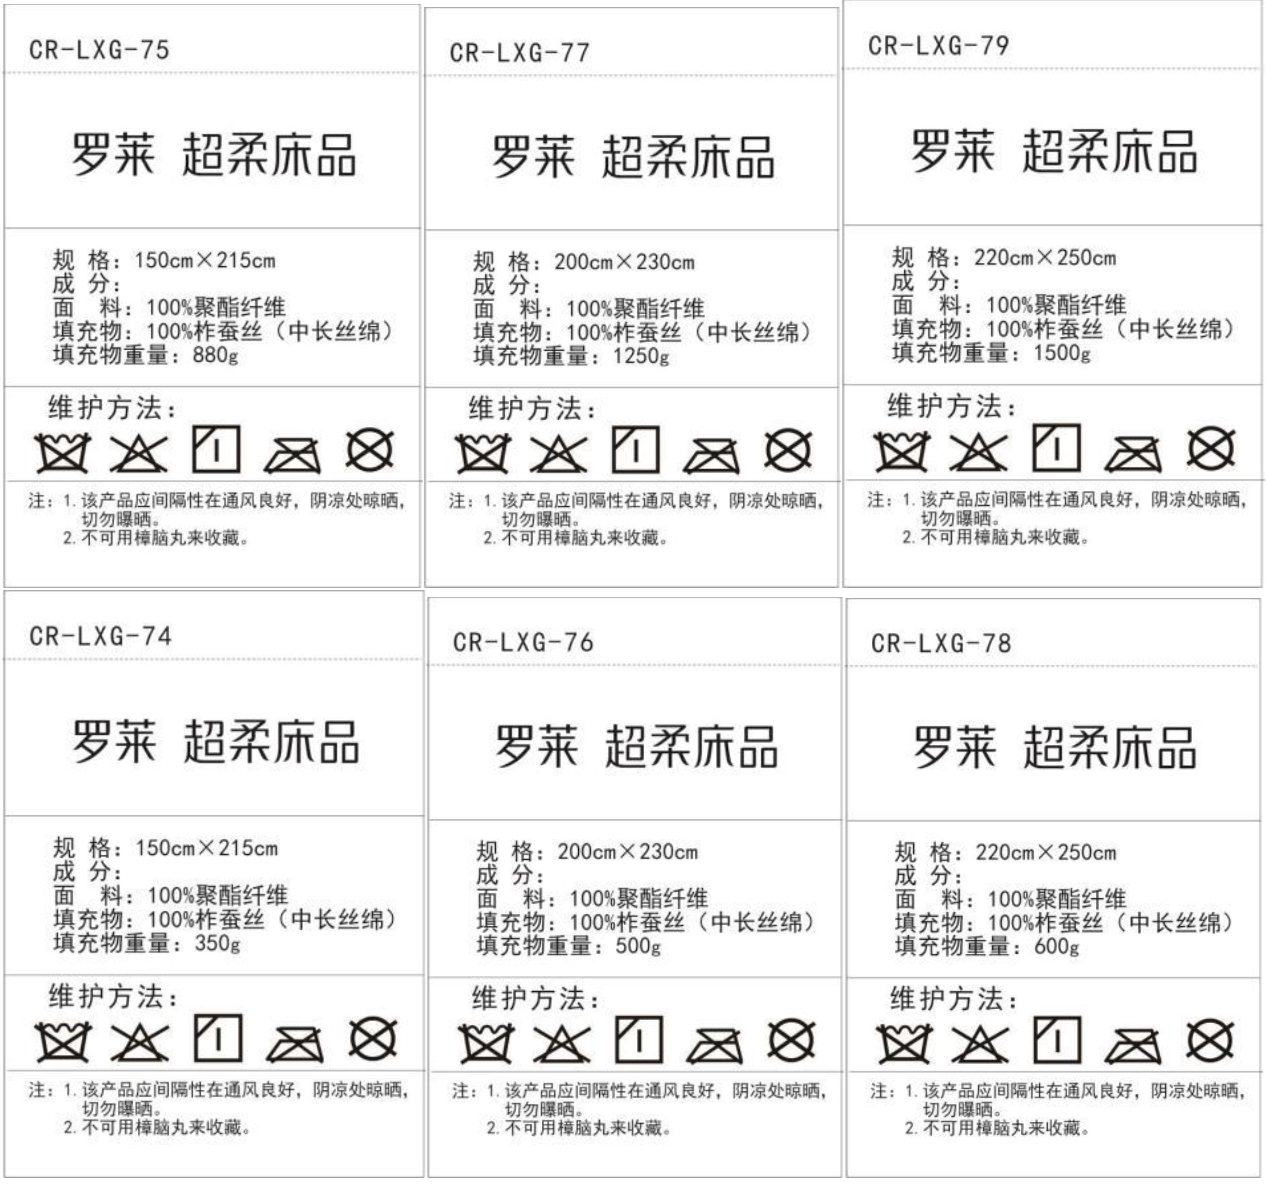 CR-LXG-75
罗莱 超柔床品
规 格：150cm×215cm
成 分：
面 料：100%聚酯纤维
填充物：100%柞蚕丝（中长丝绵）
填充物重量：880g
维护方法：
注：1.该产品应间隔性在通风良好，阴凉处晾晒，
切勿曝晒。
2.不可用樟脑丸来收藏。
CR-LXG-77
罗莱 超柔床品
规 格：200cm×230cm
成 分：
面 料：100%聚酯纤维
填充物：100%柞蚕丝（中长丝绵）
填充物重量：1250g
维护方法：
注：1.该产品应间隔性在通风良好，阴凉处晾晒，
切勿曝晒。
2.不可用樟脑丸来收藏。
CR-LXG-79
罗莱 超柔床品
规 格：220cm×250cm
成 分：
面 料：100%聚酯纤维
填充物：100%柞蚕丝（中长丝绵）
填充物重量：1500g
维护方法：
注：1.该产品应间隔性在通风良好，阴凉处晾晒，
切勿曝晒。
2.不可用樟脑丸来收藏。
CR-LXG-74
罗莱 超柔床品
规 格：150cm×215cm
成 分：
面 料：100%聚酯纤维
填充物：100%柞蚕丝（中长丝绵）
填充物重量：350g
维护方法：
注：1.该产品应间隔性在通风良好，阴凉处晾晒，
切勿曝晒。
2.不可用樟脑丸来收藏。
CR-LXG-76
罗莱 超柔床品
规 格：200cm×230cm
成 分：
面 料：100%聚酯纤维
填充物：100%柞蚕丝（中长丝绵）
填充物重量：500g
维护方法：
注：1.该产品应间隔性在通风良好，阴凉处晾晒，
切勿曝晒。
2.不可用樟脑丸来收藏。
CR-LXG-78
罗莱 超柔床品
规 格：220cm×250cm
成 分：
面 料：100%聚酯纤维
填充物：100%柞蚕丝（中长丝绵）
填充物重量：600g
维护方法：
注：1.该产品应间隔性在通风良好，阴凉处晾晒，
切勿曝晒。
2.不可用樟脑丸来收藏。